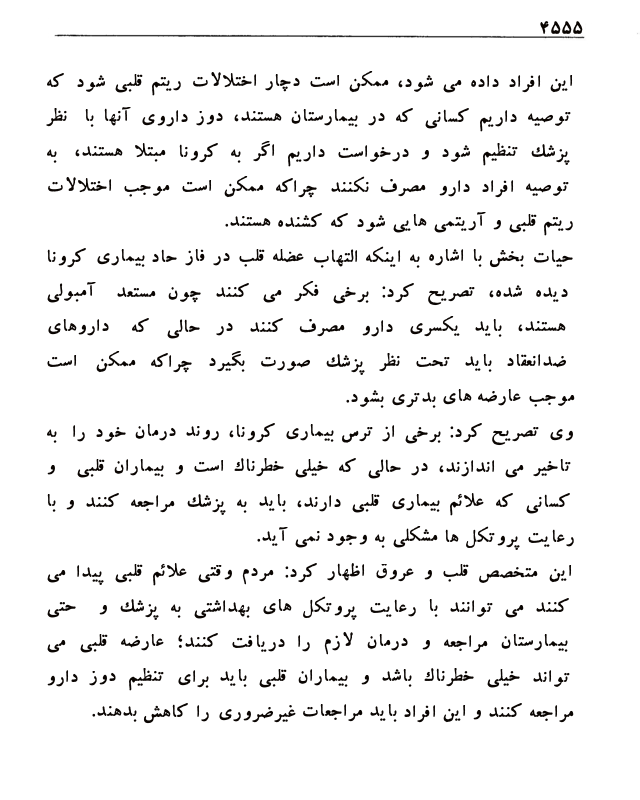 ۴۵۵۵
این افراد داده می شود، ممکن است دچار اختلالات ریتم قلبی شود که
توصیه داریم کسانی که در بیمارستان هستند، دوز داروی آنها با نظر
پزشك تنظیم شود و درخواست داریم اگر به کرونا مبتلا هستند، به
توصیه افراد دارو مصرف نکنند چراکه ممکن است موجب اختلالات
ریتم قلبی و آریتمی هایی شود که کشنده هستند.
حیات بخش با اشاره به اینکه التهاب عضله قلب در فاز حاد بیماری کرونا
دیده شده، تصریح کرد: برخی فکر می کنند چون مستعد آمبولی
هستند، باید یکسری دارو مصرف کنند در حالی که داروهای
ضدانعقاد باید تحت نظر پزشك صورت بگیرد چراکه ممکن است
موجب عارضه های بدتری بشود.
وی تصریح کرد: برخی از ترس بیماری کرونا، روند درمان خود را به
تاخیر می اندازند، در حالی که خیلی خطرناك است و بیماران قلبی و
کسانی که علائم بیماری قلبی دارند، باید به پزشك مراجعه کنند و با
رعایت پروتکل ها مشکلی به وجود نمی آید.
این متخصص قلب و عروق اظهار کرد: مردم وقتی علائم قلبی پیدا می
کنند می توانند با رعایت پروتکل های بهداشتی به پزشك و حتی
بیمارستان مراجعه و درمان لازم را دریافت کنند؛ عارضه قلبی می
تواند خیلی خطرناك باشد و بیماران قلبی باید برای تنظیم دوز دارو
مراجعه کنند و این افراد باید مراجعات غیرضروری را کاهش بدهند.